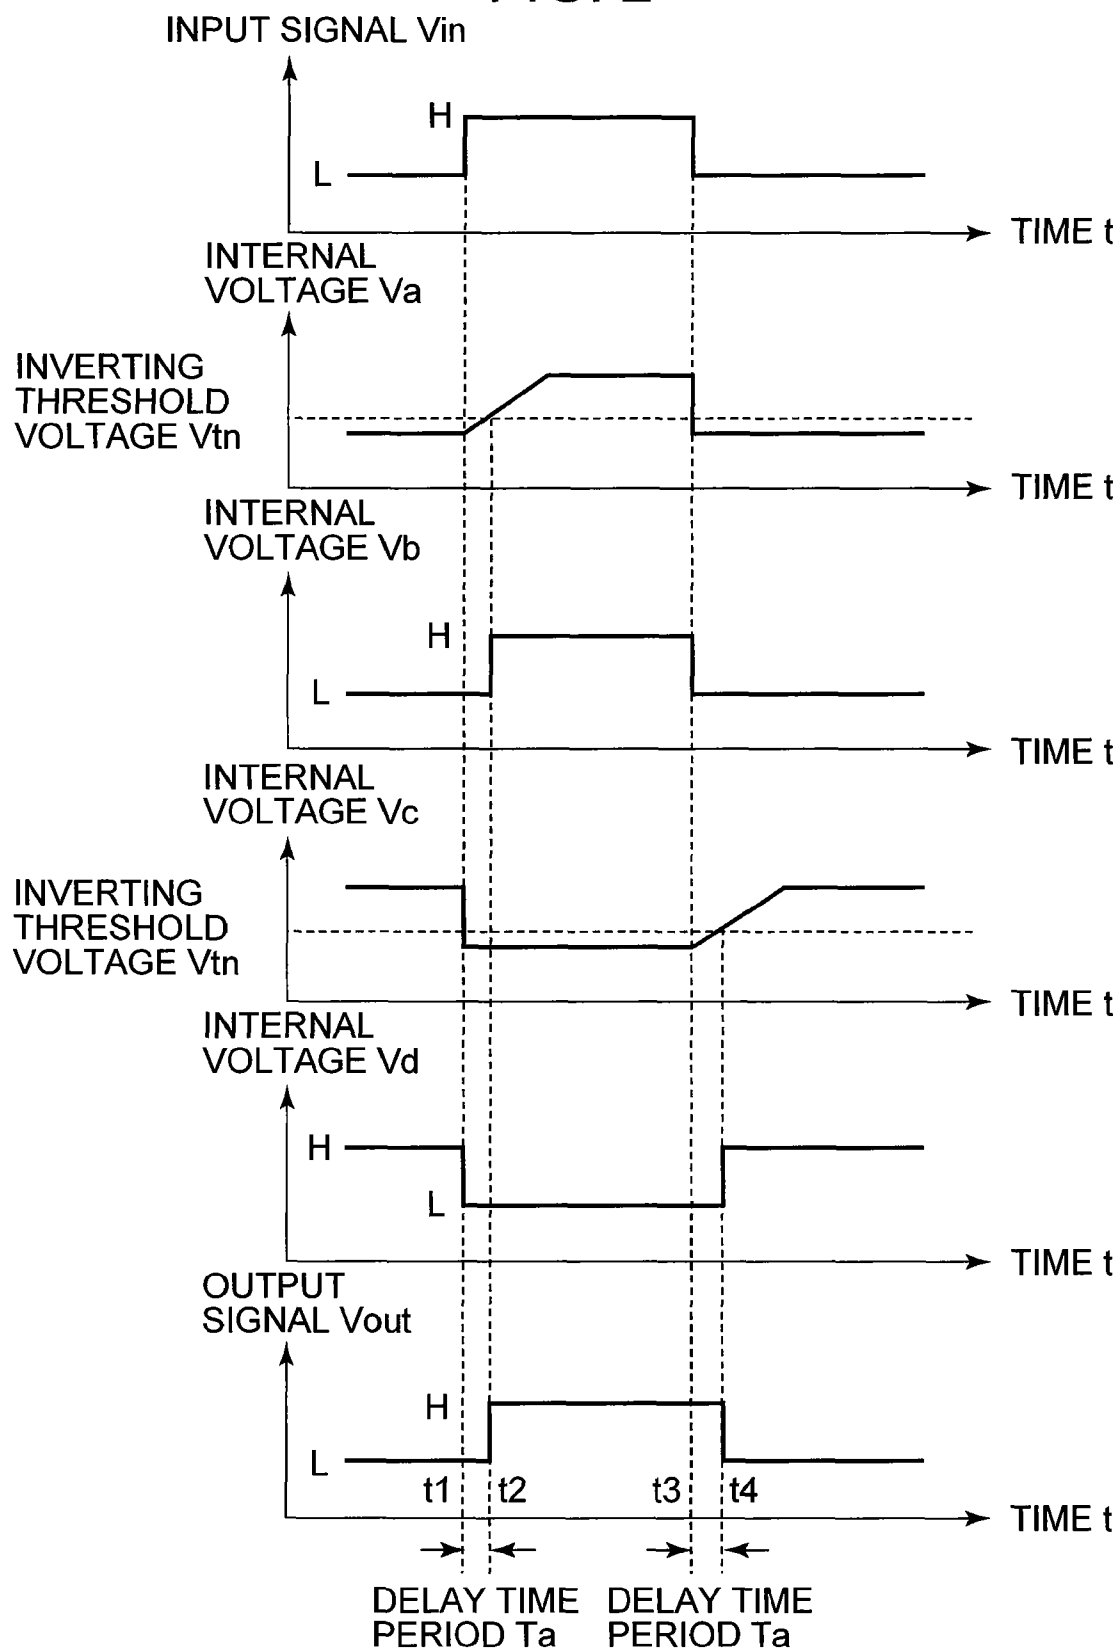 INPUT SIGNAL Vin
H
L
TIME t
INTERNAL
VOLTAGE Va
INVERTING
THRESHOLD
VOLTAGE Vtn
TIME t
INTERNAL
VOLTAGE Vb
H
L
TIME t
INTERNAL
VOLTAGE Vc
INVERTING
THRESHOLD
VOLTAGE Vtn
TIME t
INTERNAL
VOLTAGE Vd
H
L
TIME t
OUTPUT
SIGNAL Vout
H
L
t1 t2 t3 t4
TIME t
DELAY TIME
PERIOD Ta
DELAY TIME
PERIOD Ta